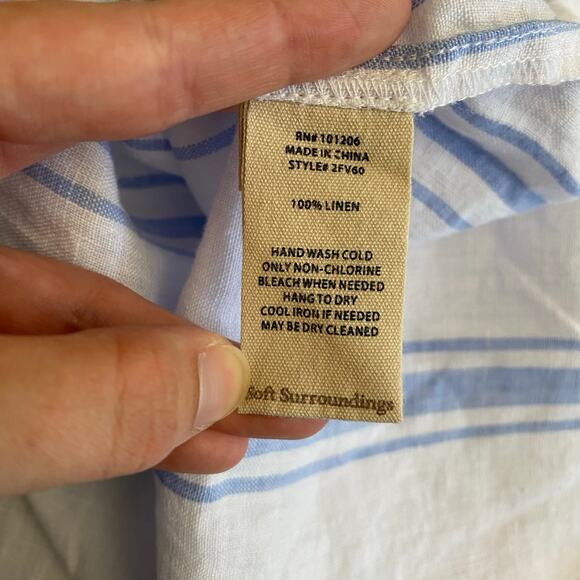 RN# 101206
MADE IN CHINA
STYLE# 2FV60
100% LINEN
HAND WASH COLD
ONLY NON-CHLORINE
BLEACH WHEN NEEDED
HANG TO DRY
COOL IRON IF NEEDED
MAY BE DRY CLEANED
Soft Surroundings